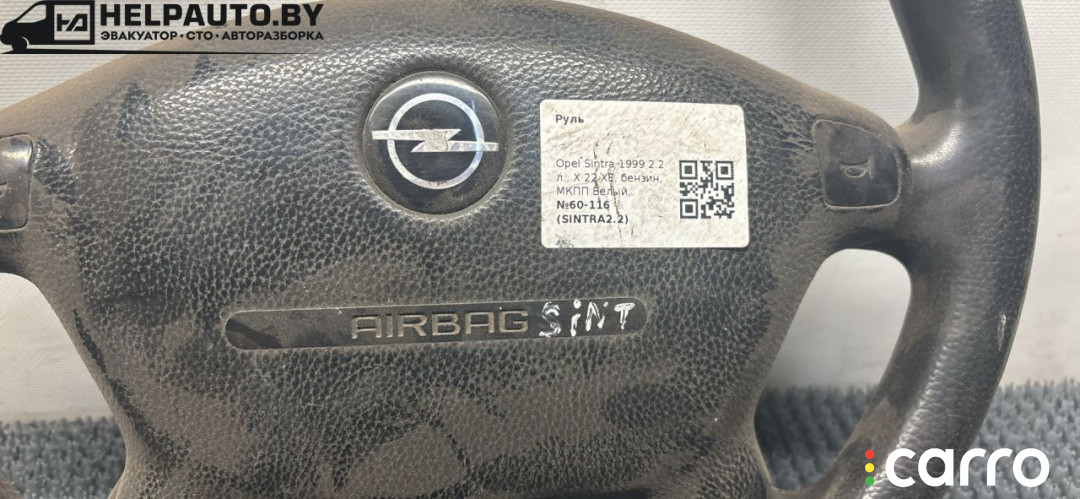 HELPAUTO.BY
ЭВАКУАТОР·СТО·АВТОРАЗБОРКА
Руль
Opel Sintra 1999 2.2
л., X 22 XE, бензин,
МКПП,Белый,
№60-116
(SINTRA2.2)
AIRBAG SiNT
carro